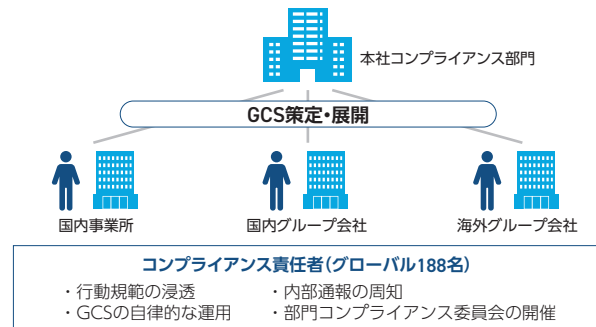 本社コンプライアンス部門
GCS策定・展開
国内事業所
国内グループ会社
海外グループ会社
コンプライアンス責任者(グローバル188名)
・行動規範の浸透
・内部通報の周知
・GCSの自律的な運用
・部門コンプライアンス委員会の開催